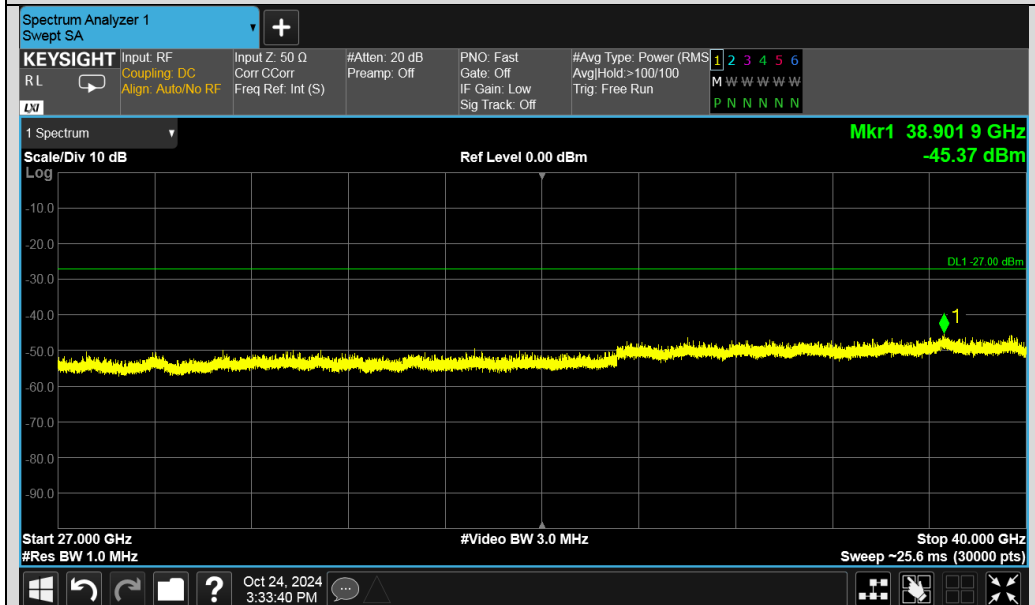 Spectrum Analyzer 1
Swept SA
KEYSIGHT
R L
LXI
Input: RF
Coupling: DC
Align: Auto/No RF
Input Z: 50 Ω
Corr CCorr
Freq Ref: Int (S)
#Atten: 20 dB
Preamp: Off
PNO: Fast
Gate: Off
IF Gain: Low
Sig Track: Off
#Avg Type: Power (RMS
Avg|Hold:>100/100
Trig: Free Run
1 2 3 4 5 6
M W W W W W
P N N N N N
1 Spectrum
Scale/Div 10 dB
Log
Ref Level 0.00 dBm
Mkr1 38.901 9 GHz
-45.37 dBm
-10.0
-20.0
DL1 -27.00 dBm
-30.0
-40.0
1
-50.0
-60.0
-70.0
-80.0
-90.0
Start 27.000 GHz
#Video BW 3.0 MHz
Stop 40.000 GHz
#Res BW 1.0 MHz
Sweep ~25.6 ms (30000 pts)
Oct 24, 2024
3:33:40 PM